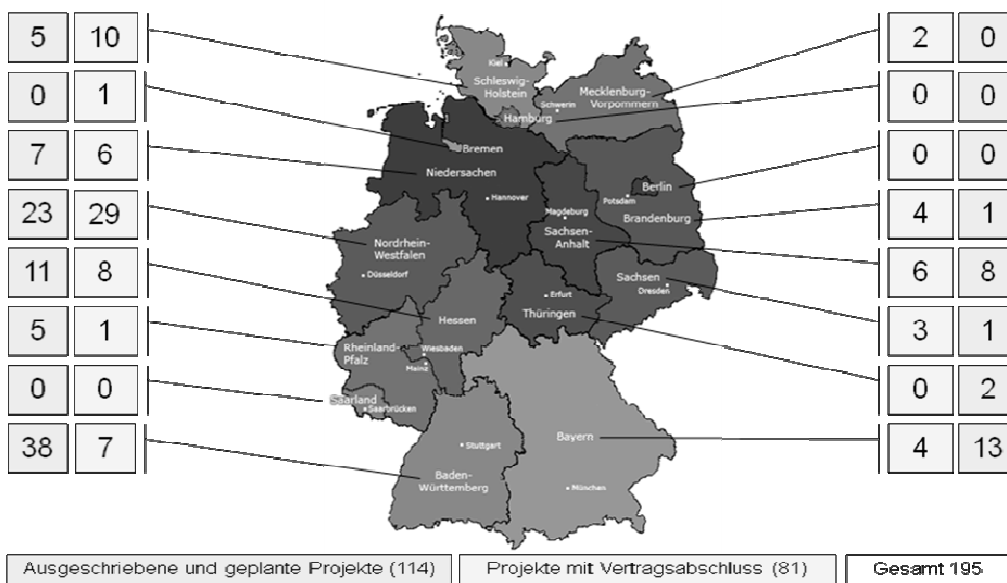 5 10
2 0
Kiel
Schleswig-
Holstein
Mecklenburg-
Vorpommern
Schwerin
0 1
0 0
Hamburg
Bremen
7 6
0 0
Niedersachen
Hannover
Berlin
Potsdam
Magdeburg
Brandenburg
23 29
4 1
Sachsen-
Anhalt
Nordrhein-
Westfalen
Düsseldorf
11 8
6 8
Sachsen
Dresden
Erfurt
Thüringen
Hessen
5 1
3 1
Rheinland-
Pfalz
Wiesbaden
Mainz
0 0
0 2
Saarland
Saarbrücken
38 7
4 13
Stuttgart
Bayern
Baden-
Württemberg
München
Ausgeschriebene und geplante Projekte (114)
Projekte mit Vertragsabschluss (81)
Gesamt 195